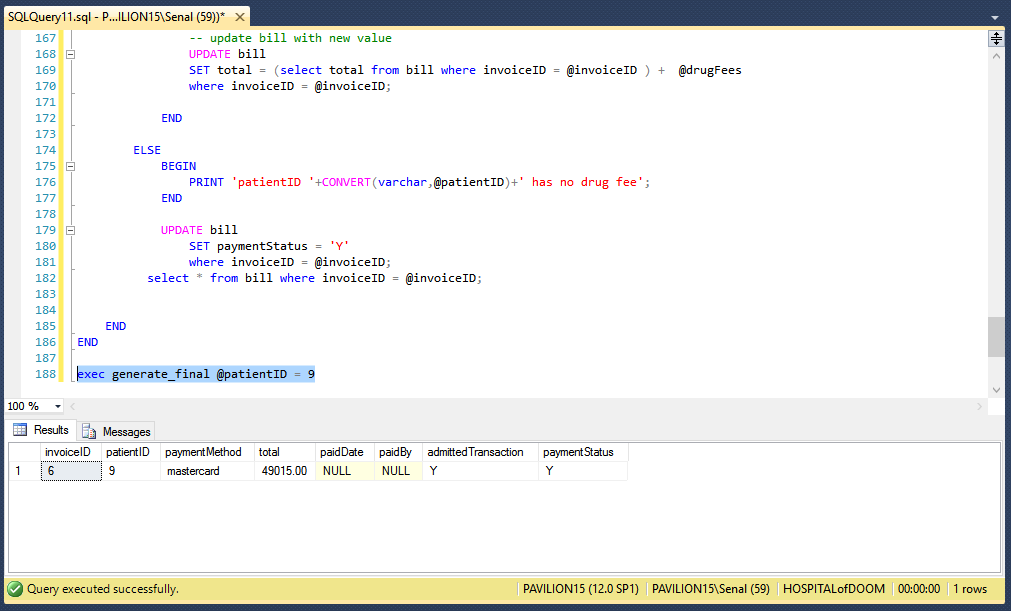 SQLQuery11.sql - P...ILION15\Senal (59))* ×
167 -- update bill with new value
168 UPDATE bill
169 SET total = (select total from bill where invoiceID = @invoiceID ) + @drugFees
170 where invoiceID = @invoiceID;
171
172 END
173
174 ELSE
175 BEGIN
176 PRINT 'patientID '+CONVERT(varchar,@patientID)+' has no drug fee';
177 END
178
179 UPDATE bill
180 SET paymentStatus = 'Y'
181 where invoiceID = @invoiceID;
182 select * from bill where invoiceID = @invoiceID;
183
184
185 END
186 END
187
188 exec generate_final @patientID = 9
100 %
Results Messages
invoiceID patientID paymentMethod total paidDate paidBy admittedTransaction paymentStatus
1 6 9 mastercard 49015.00 NULL NULL Y Y
Query executed successfully. PAVILION15 (12.0 SP1) PAVILION15\Senal (59) HOSPITALofDOOM 00:00:00 1 rows